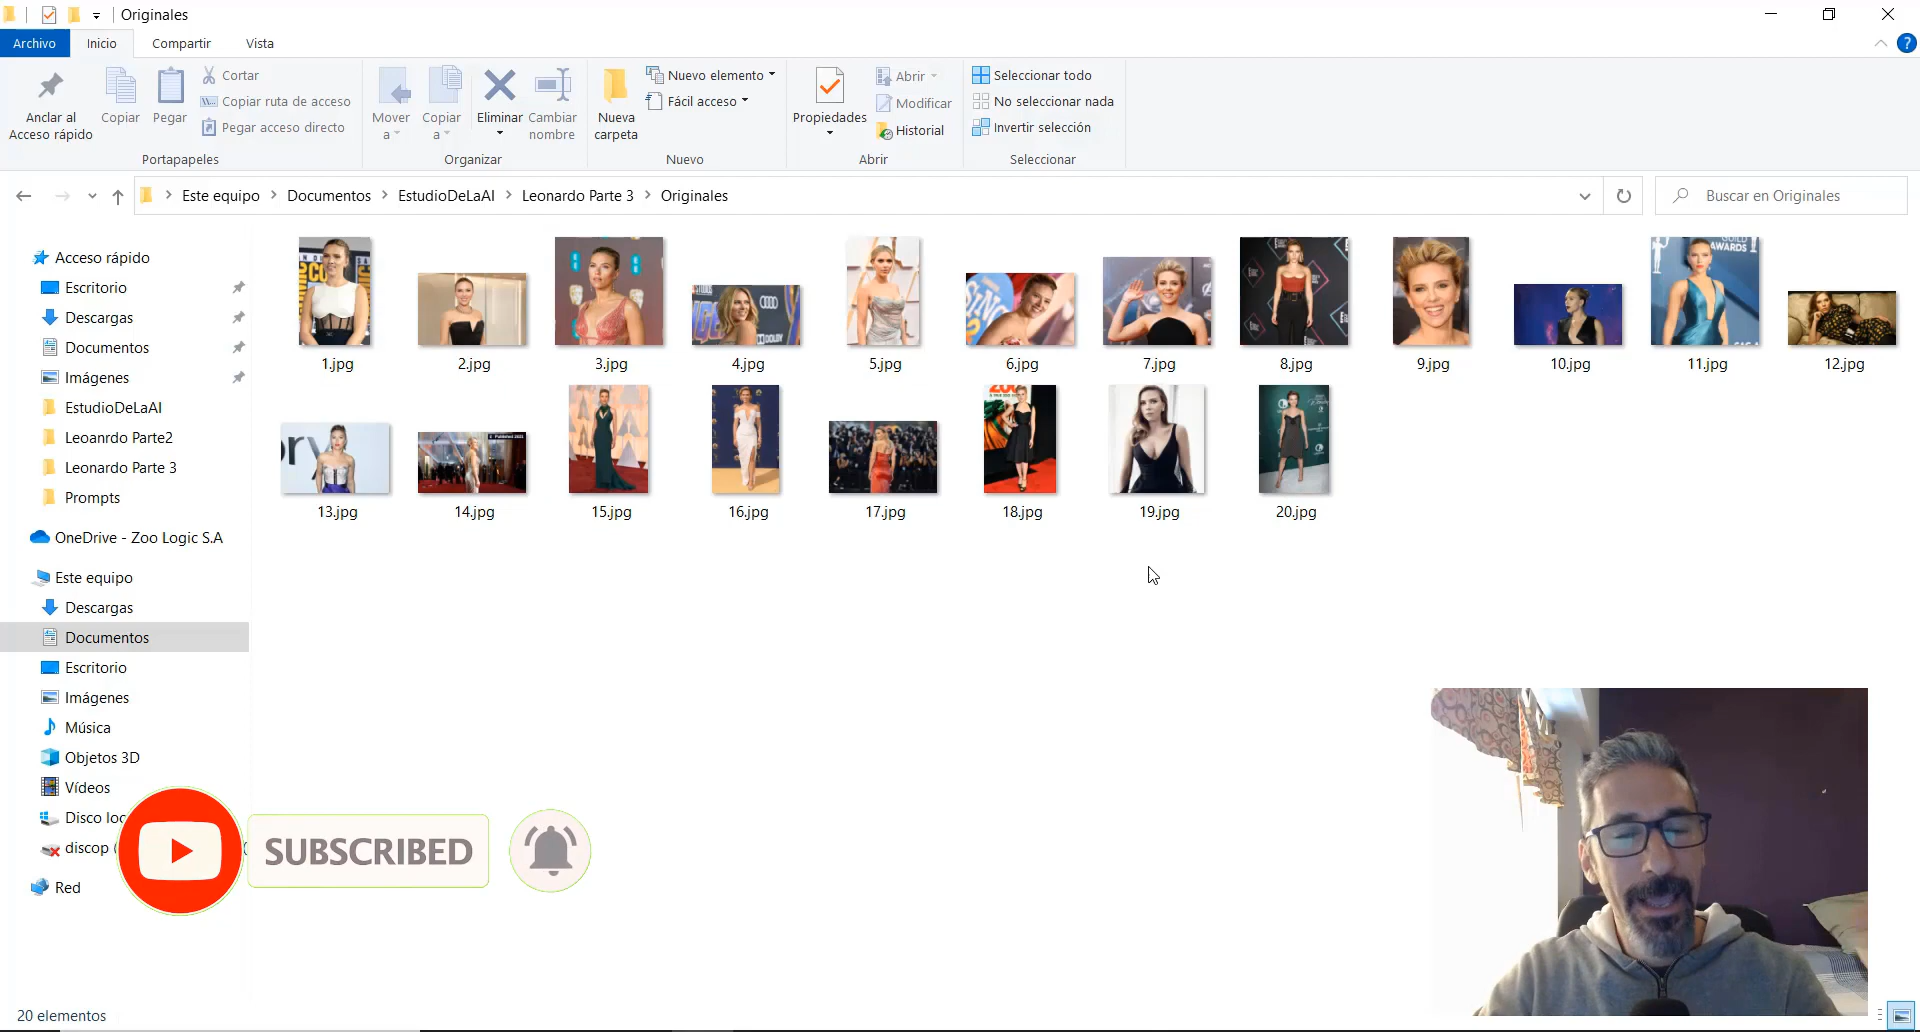 Originales
Archivo
Inicio
Compartir
Vista
Anclar al
Acceso rápido
Copiar
Pegar
Cortar
Copiar ruta de acceso
Pegar acceso directo
Portapapeles
Mover
a
Copiar
a
Eliminar
Cambiar
nombre
Organizar
Nueva
carpeta
Nuevo elemento
Fácil acceso
Nuevo
Propiedades
Abrir
Modificar
Historial
Abrir
Seleccionar todo
No seleccionar nada
Invertir selección
Seleccionar
?
Este equipo > Documentos > EstudioDeLaAI > Leonardo Parte 3 > Originales
Buscar en Originales
Acceso rápido
Escritorio
Descargas
Documentos
Imágenes
EstudioDeLaAI
Leoanrdo Parte2
Leonardo Parte 3
Prompts
OneDrive - Zoo Logic S.A
Este equipo
Descargas
Documentos
Escritorio
Imágenes
Música
Objetos 3D
Vídeos
Disco loc
discop (
Red
1.jpg
2.jpg
3.jpg
4.jpg
5.jpg
6.jpg
7.jpg
8.jpg
9.jpg
10.jpg
11.jpg
12.jpg
13.jpg
14.jpg
15.jpg
16.jpg
17.jpg
18.jpg
19.jpg
20.jpg
GUILD
AWARDS
SUBSCRIBED
20 elementos